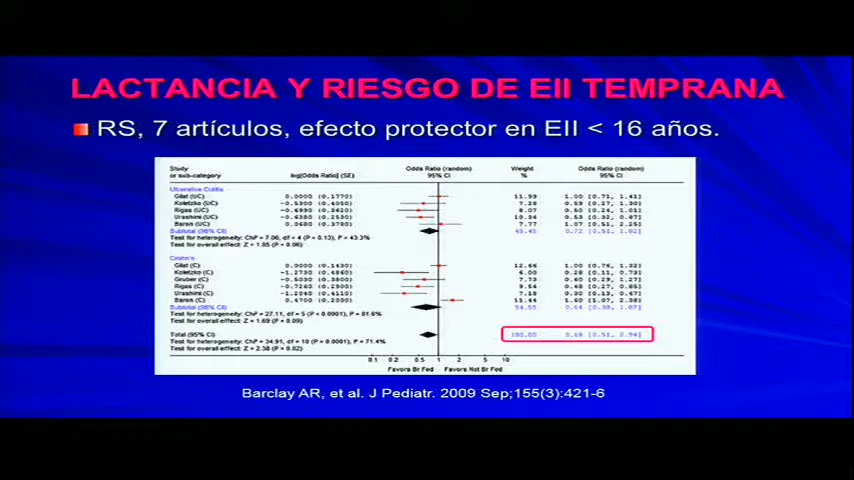 LACTANCIA Y RIESGO DE EII TEMPRANA
RS, 7 artículos, efecto protector en EII < 16 años.
Study Odds Ratio (random) Weight Odds Ratio (random)
or sub-category log[Odds Ratio] (SE) 95% CI % 95% CI
Ulcerative Colitis
Gilat (UC) 0.0000 (0.1770) 11.99 1.00 [0.71, 1.41]
Koletzko (UC) -0.5300 (0.4050) 7.28 0.59 [0.27, 1.30]
Rigas (UC) -0.6990 (0.3620) 8.07 0.50 [0.24, 1.01]
Urashimi (UC) -0.6380 (0.2530) 10.34 0.53 [0.32, 0.87]
Baron (UC) 0.0680 (0.3780) 7.77 1.07 [0.51, 2.25]
Subtotal (95% CI) 45.45 0.72 [0.51, 1.02]
Test for heterogeneity: Chi² = 7.06, df = 4 (P = 0.13), I² = 43.3%
Test for overall effect: Z = 1.85 (P = 0.06)
Crohn's
Gilat (C) 0.0000 (0.1430) 12.66 1.00 [0.76, 1.32]
Koletzko (C) -1.2730 (0.4860) 6.00 0.28 [0.11, 0.73]
Gruber (C) 7.73 0.60 [0.29, 1.27]
Rigas (C) 9.54 0.48 [0.27, 0.85]
Urashimi (C) -1.2040 (0.4110) 7.18 0.30 [0.13, 0.67]
Baron (C) 0.4700 (0.2030) 11.44 1.60 [1.07, 2.38]
Subtotal (95% CI) 54.55 0.64 [0.38, 1.07]
Test for heterogeneity: Chi² = 27.11, df = 5 (P < 0.0001), I² = 81.6%
Test for overall effect: Z = 1.69 (P = 0.09)
Total (95% CI) 100.00 0.69 [0.51, 0.94]
Test for heterogeneity: Chi² = 34.91, df = 10 (P = 0.0001), I² = 71.4%
Test for overall effect: Z = 2.38 (P = 0.02)
0.1 0.2 0.5 1 2 5 10
Favors Br Fed Favors Not Br Fed
Barclay AR, et al. J Pediatr. 2009 Sep;155(3):421-6